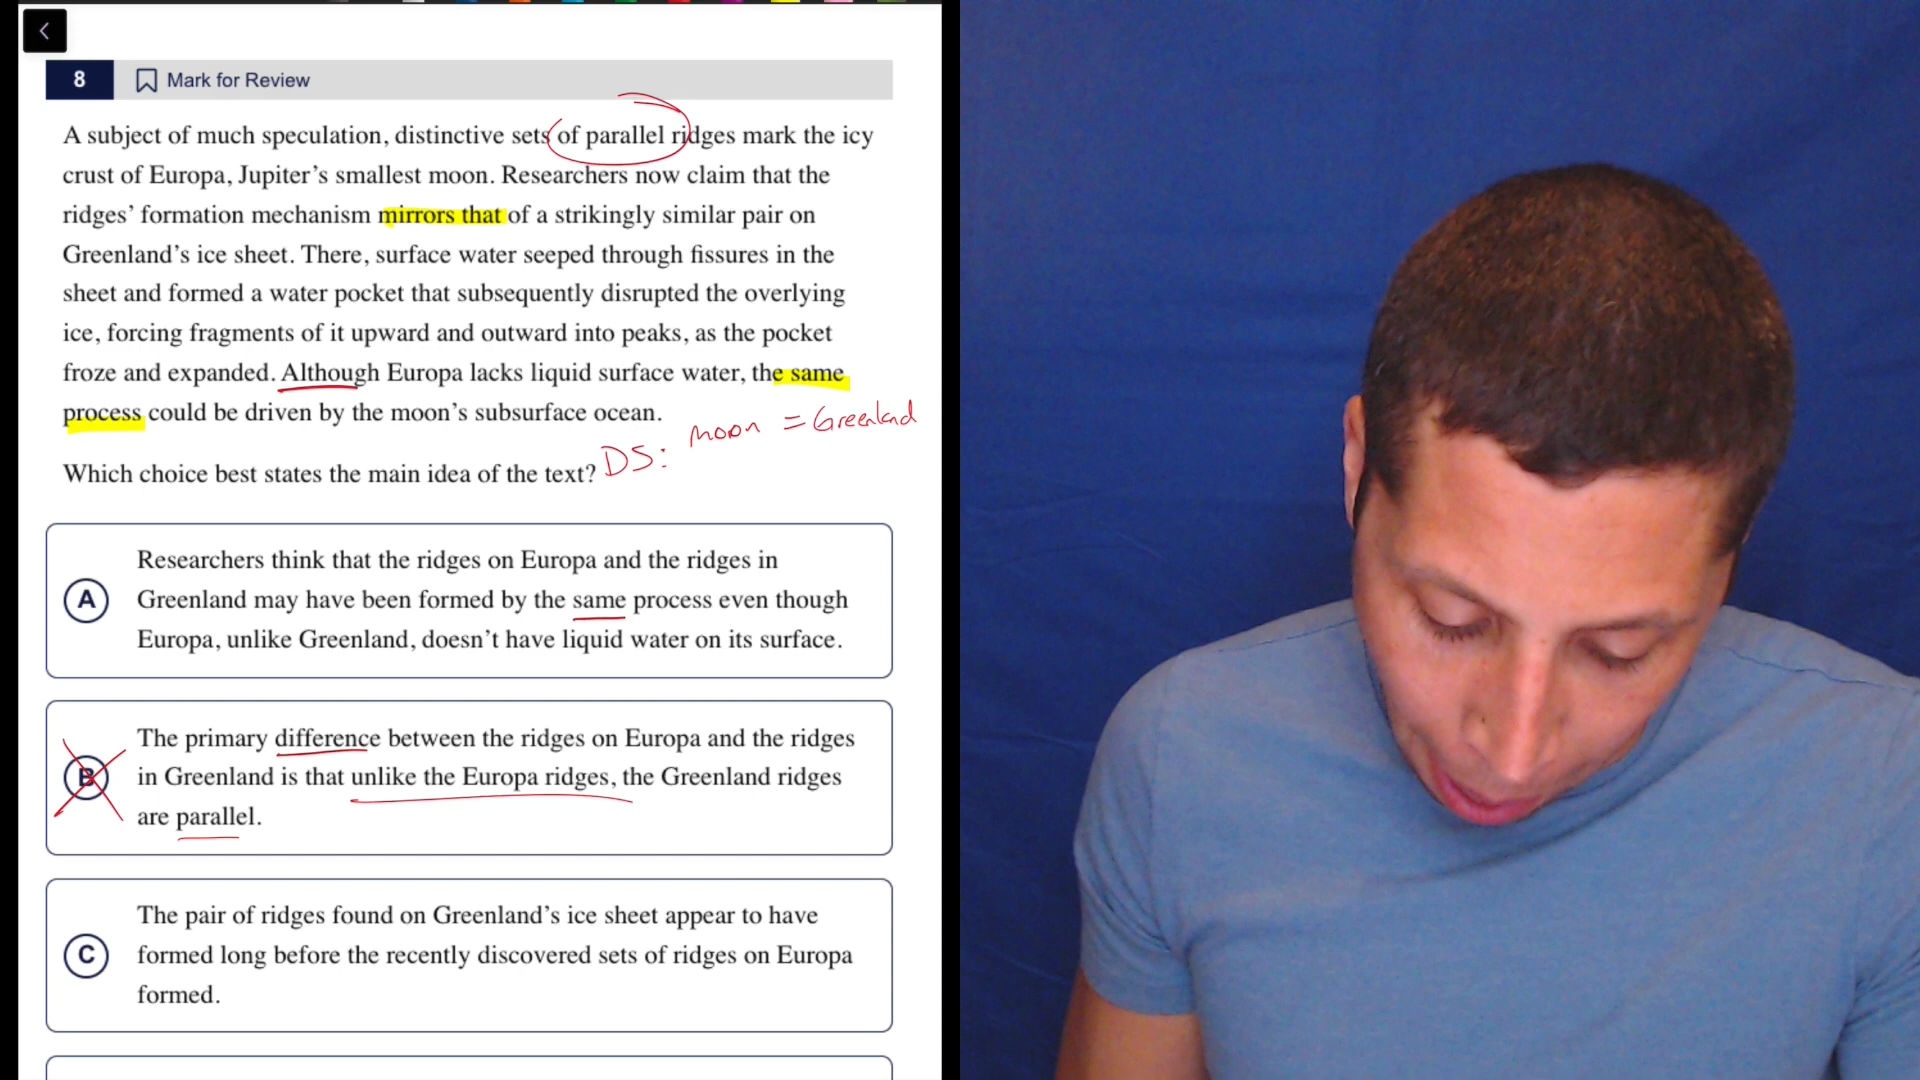 8 Mark for Review
A subject of much speculation, distinctive sets of parallel ridges mark the icy
crust of Europa, Jupiter’s smallest moon. Researchers now claim that the
ridges’ formation mechanism mirrors that of a strikingly similar pair on
Greenland’s ice sheet. There, surface water seeped through fissures in the
sheet and formed a water pocket that subsequently disrupted the overlying
ice, forcing fragments of it upward and outward into peaks, as the pocket
froze and expanded. Although Europa lacks liquid surface water, the same
process could be driven by the moon’s subsurface ocean.
DS: moon = Greenland
Which choice best states the main idea of the text?
A
Researchers think that the ridges on Europa and the ridges in
Greenland may have been formed by the same process even though
Europa, unlike Greenland, doesn’t have liquid water on its surface.
B
The primary difference between the ridges on Europa and the ridges
in Greenland is that unlike the Europa ridges, the Greenland ridges
are parallel.
C
The pair of ridges found on Greenland’s ice sheet appear to have
formed long before the recently discovered sets of ridges on Europa
formed.